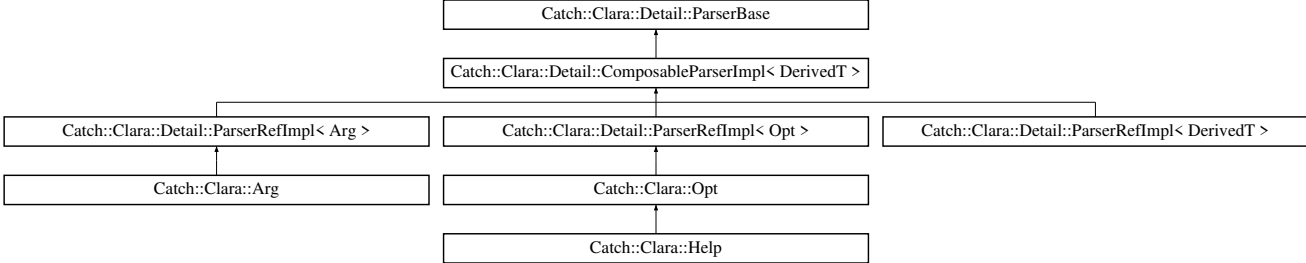 Catch::Clara::Detail::ParserBase
Catch::Clara::Detail::ComposableParserImpl< DerivedT >
Catch::Clara::Detail::ParserRefImpl< Arg >
Catch::Clara::Detail::ParserRefImpl< Opt >
Catch::Clara::Detail::ParserRefImpl< DerivedT >
Catch::Clara::Arg
Catch::Clara::Opt
Catch::Clara::Help